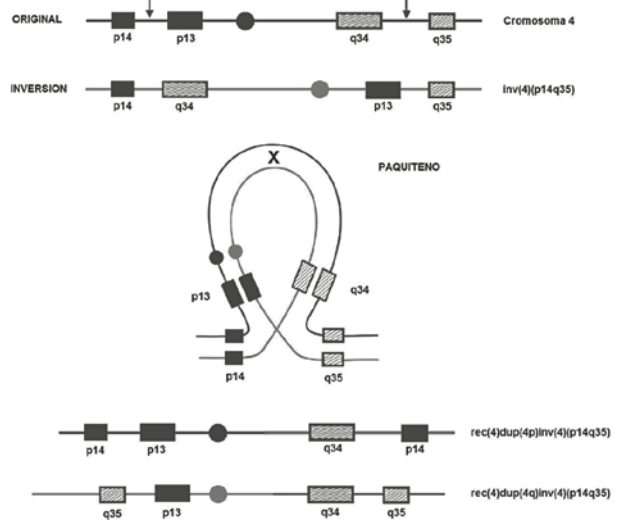 ORIGINAL p14 p13 q34 q35 Cromosoma 4
INVERSION p14 q34 p13 q35 inv(4)(p14q35)
X
PAQUITENO
p13 q34
p14 q35
p14 p13 q34 p14 rec(4)dup(4p)inv(4)(p14q35)
q35 p13 q34 q35 rec(4)dup(4q)inv(4)(p14q35)